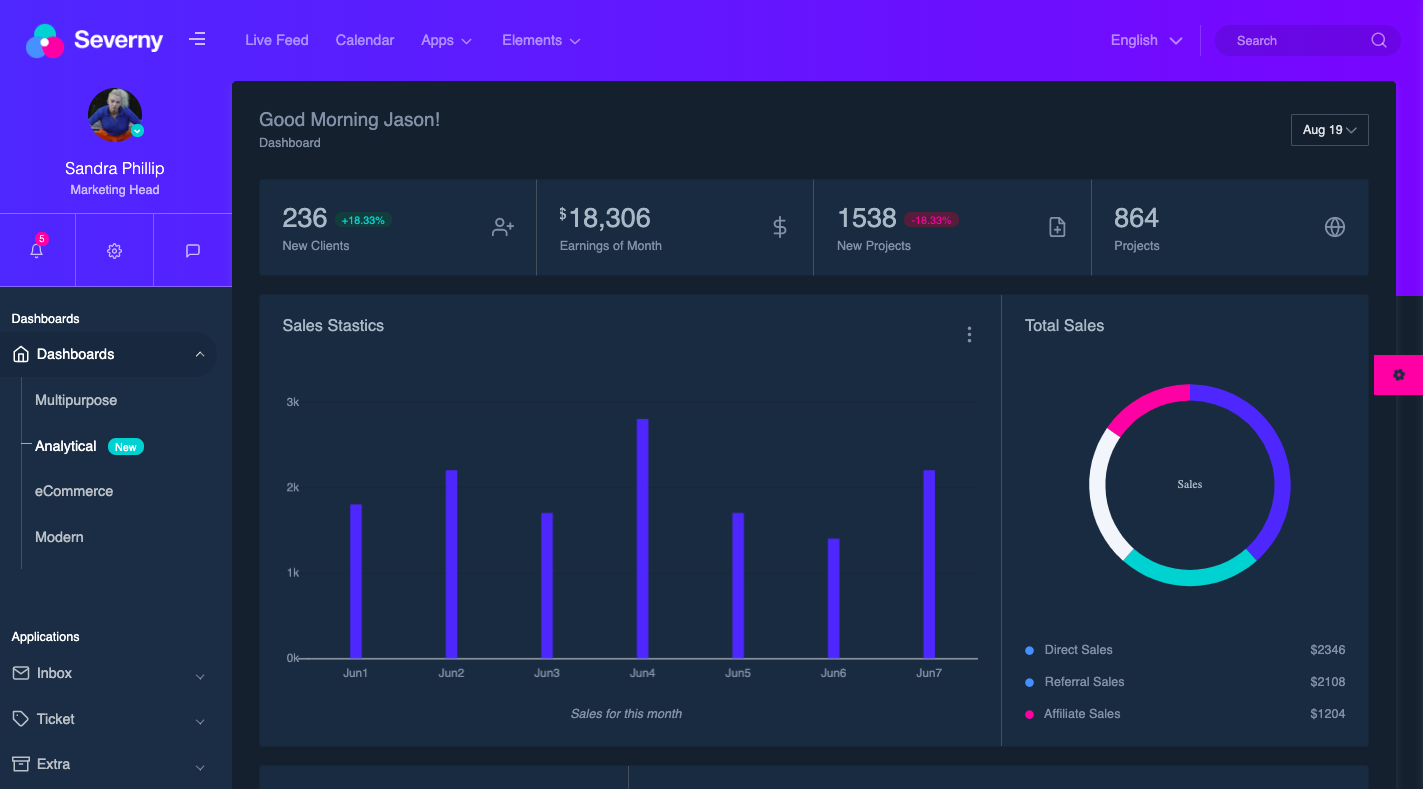 Severny
Live Feed Calendar Apps Elements English Search
Sandra Phillip
Marketing Head
5
Dashboards
Dashboards
Multipurpose
Analytical New
eCommerce
Modern
Applications
Inbox
Ticket
Extra
Good Morning Jason!
Dashboard
Aug 19
236 +18.33%
New Clients
$18,306
Earnings of Month
1538 -18.33%
New Projects
864
Projects
Sales Stastics
3k
2k
1k
0k
Jun1 Jun2 Jun3 Jun4 Jun5 Jun6 Jun7
Sales for this month
Total Sales
Sales
Direct Sales $2346
Referral Sales $2108
Affiliate Sales $1204